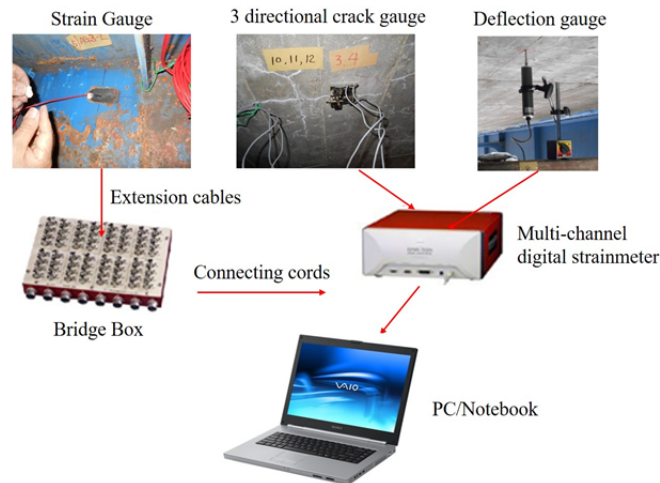 Strain Gauge
3 directional crack gauge
Deflection gauge
10, 11, 12
3, 4
Extension cables
Multi-channel
digital strainmeter
Connecting cords
Bridge Box
VAIO
PC/Notebook